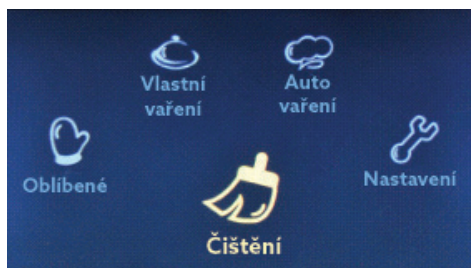 Vlastní
vaření
Auto
vaření
Oblíbené
Nastavení
Čištění